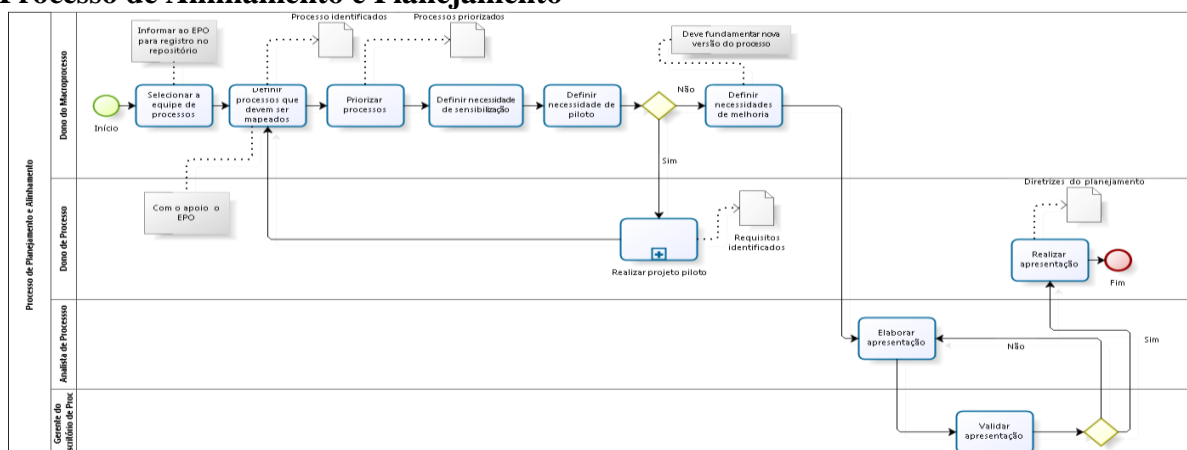 Processo de Alinhamento e Planejamento
Processo de Planejamento e Alinhamento
Dono do Macroprocesso
Informar ao EPO
para registro no
repositório
Processo identificados
Processos priorizados
Deve fundamentar nova
versão do processo
Início
Selecionar a
equipe de
processos
Definir
processos que
devem ser
mapeados
Priorizar
processos
Definir necessidade
de sensibilização
Definir
necessidade de
piloto
Não
Definir
necessidades
de melhoria
Sim
Dono de Processo
Com o apoio o
EPO
Realizar projeto piloto
Requisitos
identificados
Diretrizes do planejamento
Realizar
apresentação
Fim
Analista de Processso
Elaborar
apresentação
Não
Sim
Gerente do
Validar
apresentação